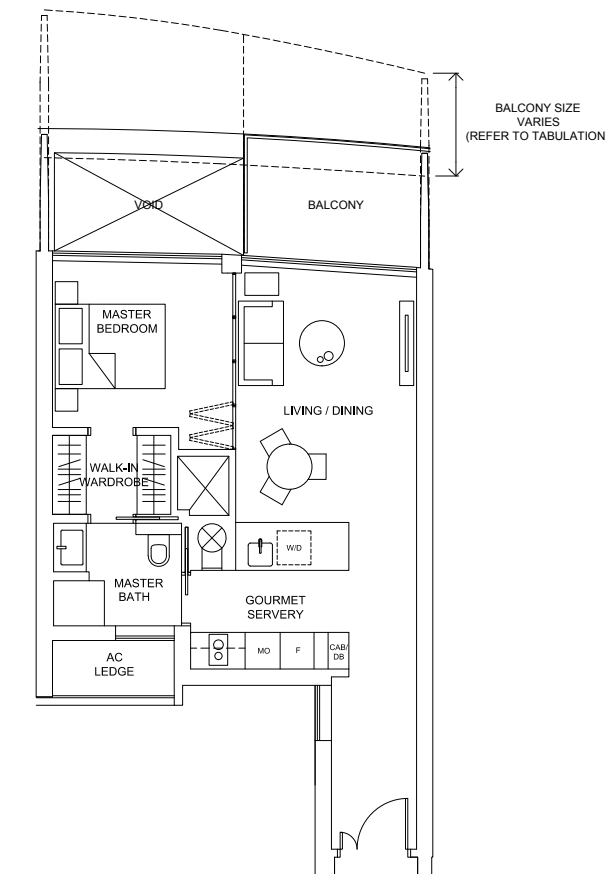 BALCONY SIZE
VARIES
(REFER TO TABULATION
VOID
BALCONY
MASTER
BEDROOM
LIVING / DINING
WALK-IN
WARDROBE
W/D
MASTER
BATH
GOURMET
SERVERY
AC
LEDGE
MO
F
CAB/
DB